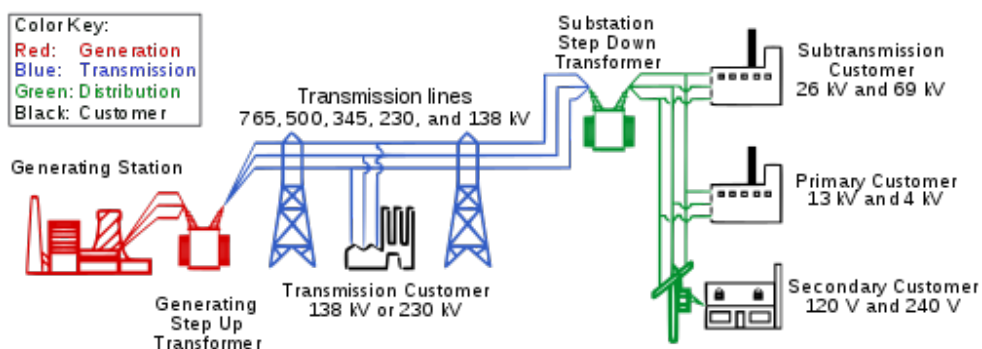 Color Key:
Red: Generation
Blue: Transmission
Green: Distribution
Black: Customer
Substation
Step Down
Transformer
Subtransmission
Customer
26 kV and 69 kV
Transmission lines
765, 500, 345, 230, and 138 kV
Generating Station
Primary Customer
13 kV and 4 kV
Transmission Customer
138 kV or 230 kV
Generating
Step Up
Transformer
Secondary Customer
120 V and 240 V